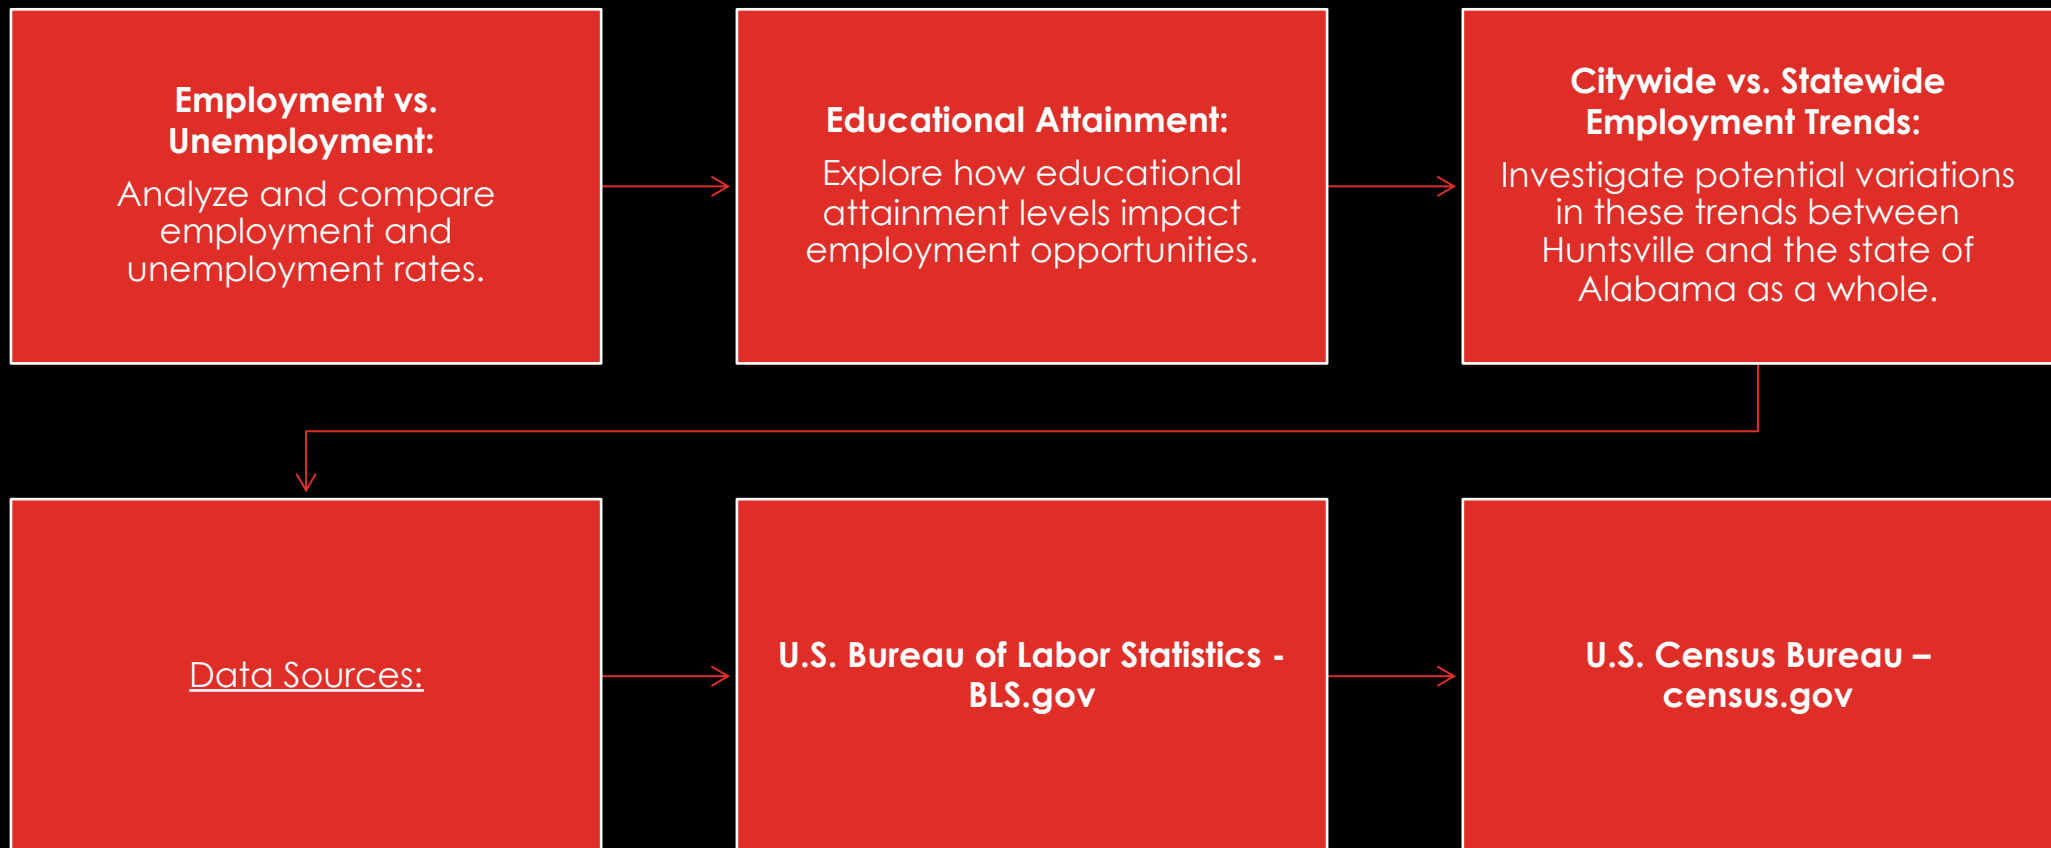 Employment vs.
Unemployment:
Analyze and compare
employment and
unemployment rates.
Educational Attainment:
Explore how educational
attainment levels impact
employment opportunities.
Citywide vs. Statewide
Employment Trends:
Investigate potential variations
in these trends between
Huntsville and the state of
Alabama as a whole.
Data Sources:
U.S. Bureau of Labor Statistics -
BLS.gov
U.S. Census Bureau –
census.gov